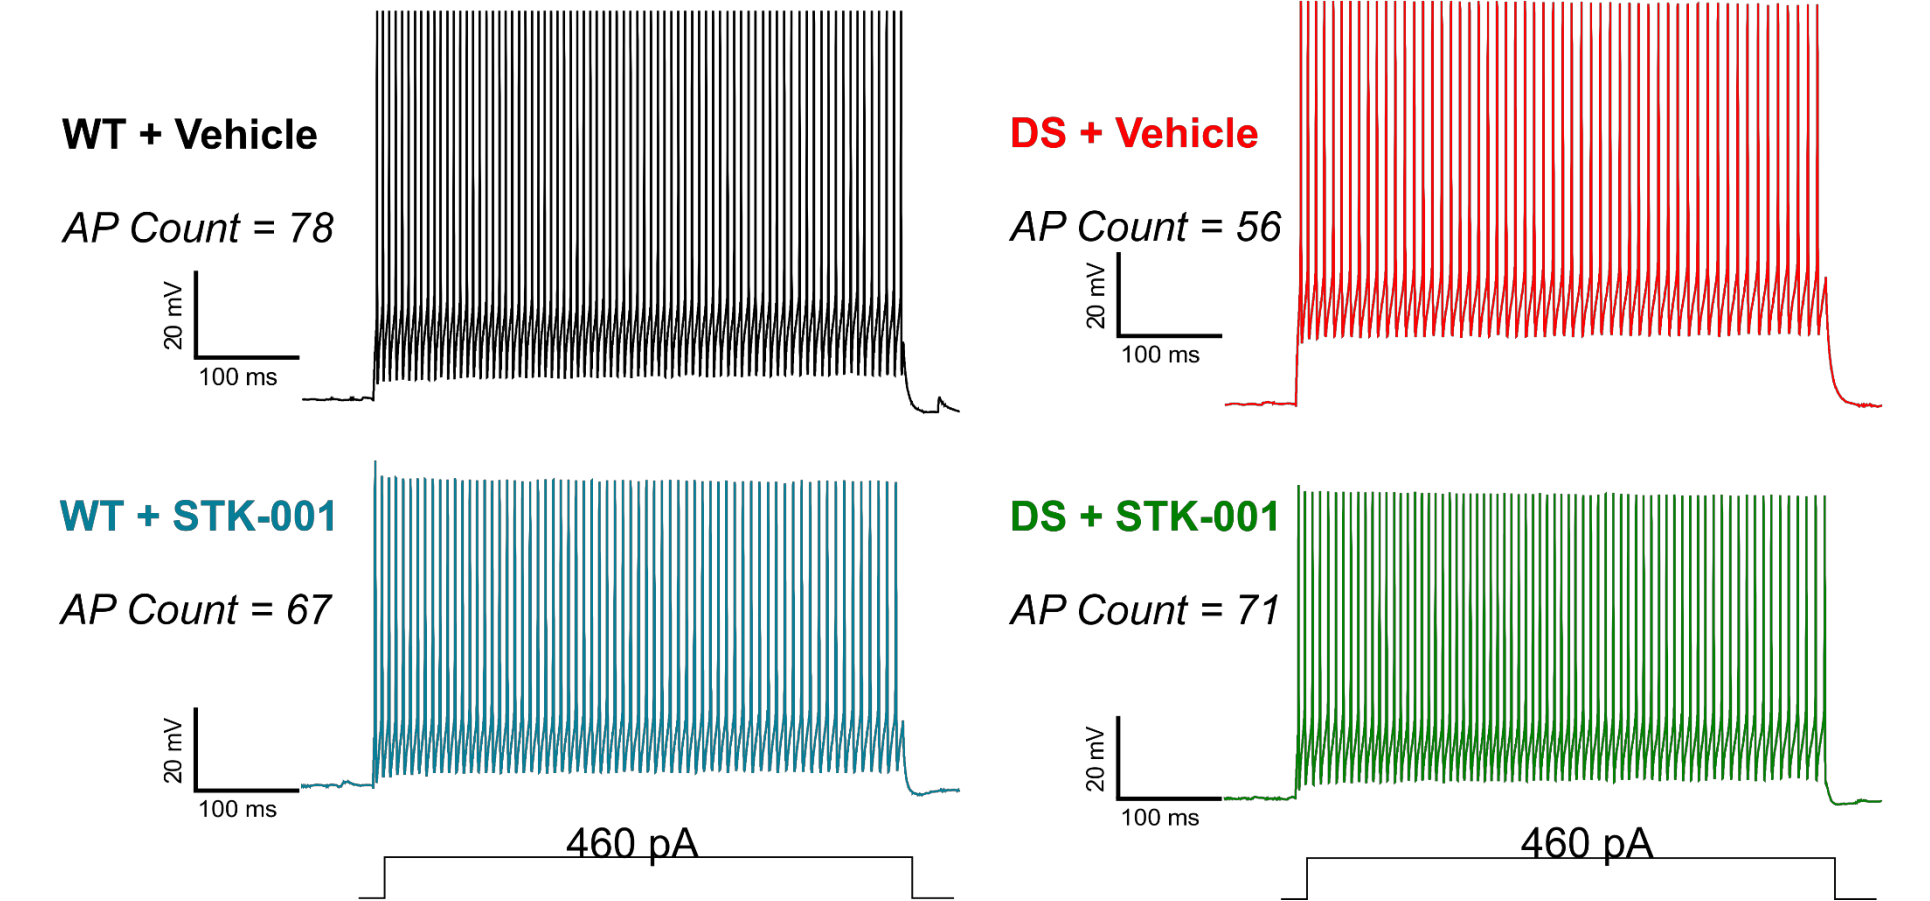 WT + Vehicle
AP Count = 78
20 mV
100 ms
DS + Vehicle
AP Count = 56
20 mV
100 ms
WT + STK-001
AP Count = 67
20 mV
100 ms
460 pA
DS + STK-001
AP Count = 71
20 mV
100 ms
460 pA